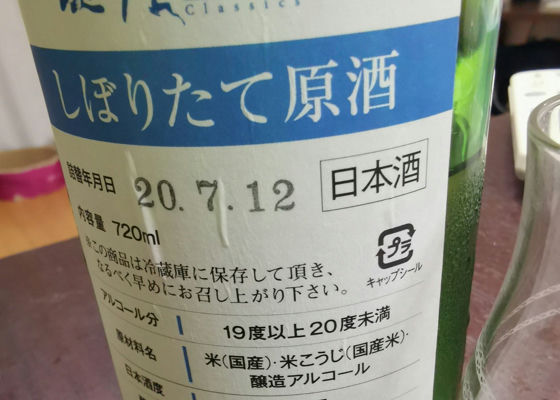 Classics
しぼりたて原酒
詰替年月日 20.7.12 日本酒
内容量 720ml
プラ
キャップシール
※この商品は冷蔵庫に保存して頂き、
なるべく早めにお召し上がり下さい。
アルコール分 19度以上20度未満
原材料名 米(国産)・米こうじ(国産米)・
醸造アルコール
日本酒度